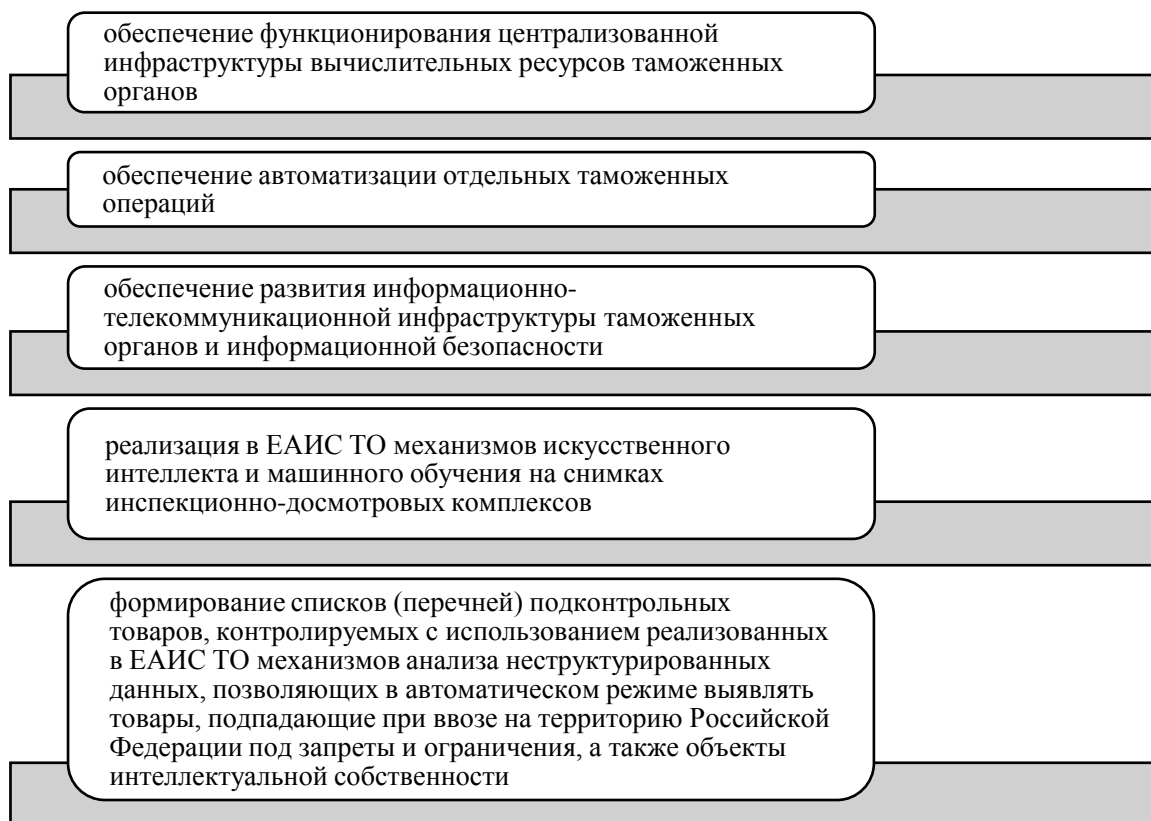 обеспечение функционирования централизованной
инфраструктуры вычислительных ресурсов таможенных
органов
обеспечение автоматизации отдельных таможенных
операций
обеспечение развития информационно-
телекоммуникационной инфраструктуры таможенных
органов и информационной безопасности
реализация в ЕАИС ТО механизмов искусственного
интеллекта и машинного обучения на снимках
инспекционно-досмотровых комплексов
формирование списков (перечней) подконтрольных
товаров, контролируемых с использованием реализованных
в ЕАИС ТО механизмов анализа неструктурированных
данных, позволяющих в автоматическом режиме выявлять
товары, подпадающие при ввозе на территорию Российской
Федерации под запреты и ограничения, а также объекты
интеллектуальной собственности